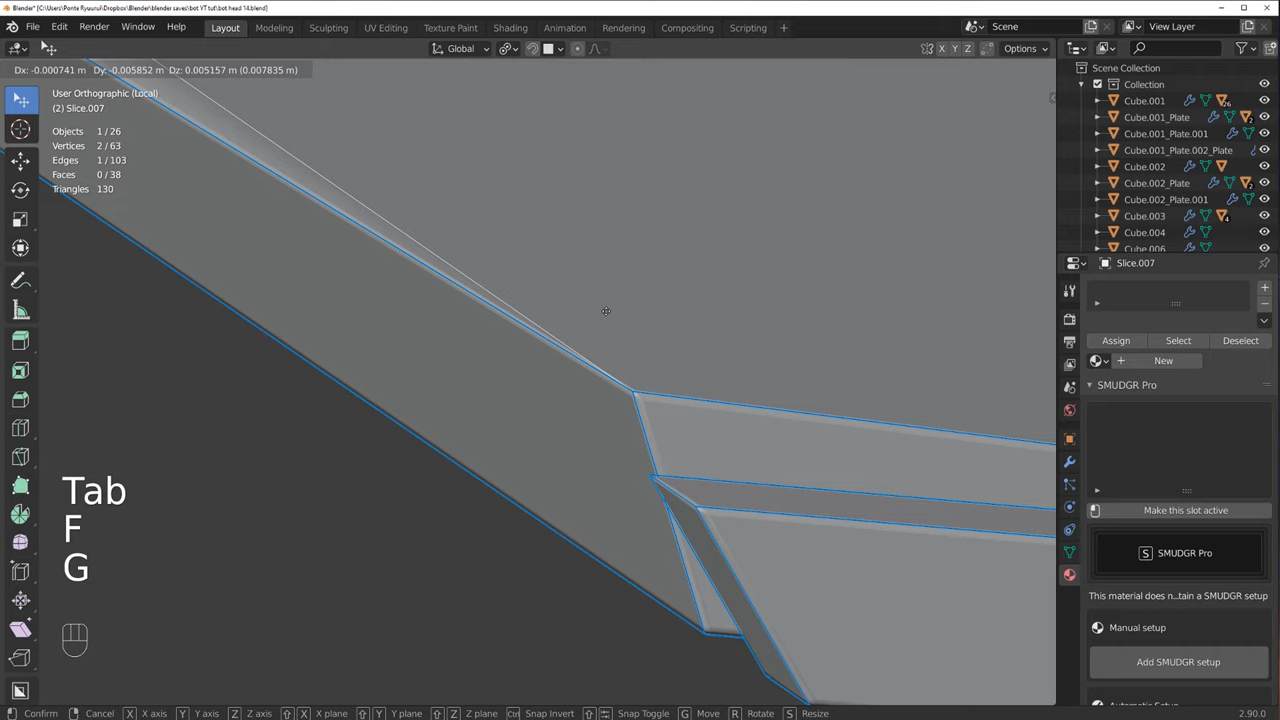 Blender* [C:\Users\Ponte Ryuurui\Dropbox\blender saves\bot YT tut\bot head 14.blend]
File Edit Render Window Help Layout Modeling Sculpting UV Editing Texture Paint Shading Animation Rendering Compositing Scripting + Scene View Layer
Global X Y Z Options
Dx: -0.000741 m Dy: -0.005852 m Dz: 0.005157 m (0.007835 m)
User Orthographic (Local)
(2) Slice.007
Objects 1 / 26
Vertices 2 / 63
Edges 1 / 103
Faces 0 / 38
Triangles 130
Tab
F
G
Scene Collection
Collection
Cube.001 26
Cube.001_Plate 2
Cube.001_Plate.001
Cube.001_Plate.002_Plate
Cube.002
Cube.002_Plate 2
Cube.002_Plate.001
Cube.003 4
Cube.004
Cube.006
Slice.007
Assign Select Deselect
New
SMUDGR Pro
Make this slot active
S SMUDGR Pro
This material does n...tain a SMUDGR setup
Manual setup
Add SMUDGR setup
Confirm Cancel X X axis Y Y axis Z Z axis X X plane Y Y plane Z Z plane Ctrl Snap Invert Snap Toggle G Move R Rotate S Resize 2.90.0